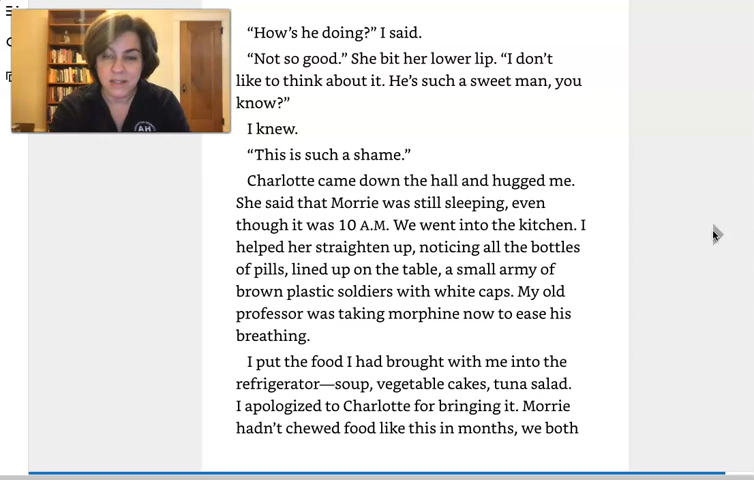 “How’s he doing?” I said.
“Not so good.” She bit her lower lip. “I don’t
like to think about it. He’s such a sweet man, you
know?”
I knew.
“This is such a shame.”
Charlotte came down the hall and hugged me.
She said that Morrie was still sleeping, even
though it was 10 A.M. We went into the kitchen. I
helped her straighten up, noticing all the bottles
of pills, lined up on the table, a small army of
brown plastic soldiers with white caps. My old
professor was taking morphine now to ease his
breathing.
I put the food I had brought with me into the
refrigerator—soup, vegetable cakes, tuna salad.
I apologized to Charlotte for bringing it. Morrie
hadn’t chewed food like this in months, we both
AH